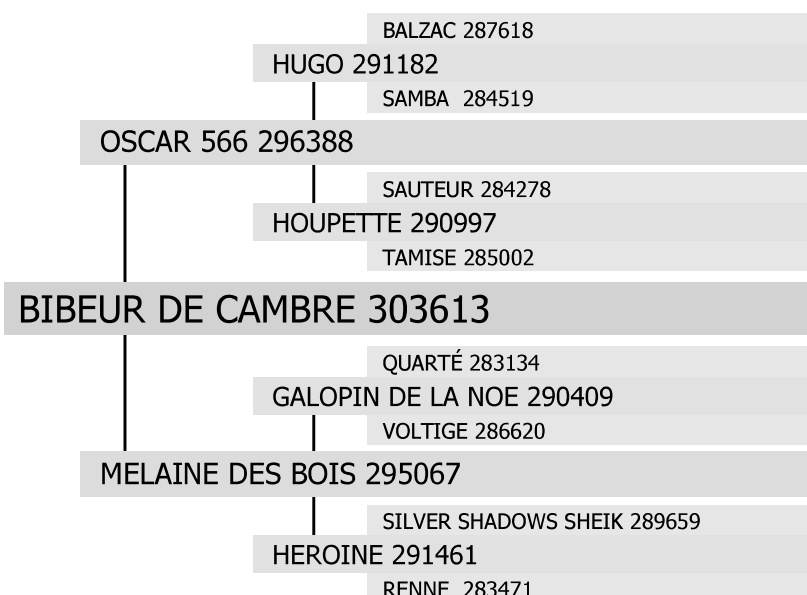 BALZAC 287618
HUGO 291182
SAMBA  284519
OSCAR 566 296388
SAUTEUR 284278
HOUPETTE 290997
TAMISE 285002
BIBEUR DE CAMBRE 303613
QUARTÉ 283134
GALOPIN DE LA NOE 290409
VOLTIGE 286620
MELAINE DES BOIS 295067
SILVER SHADOWS SHEIK 289659
HEROINE 291461
RENNE  283471